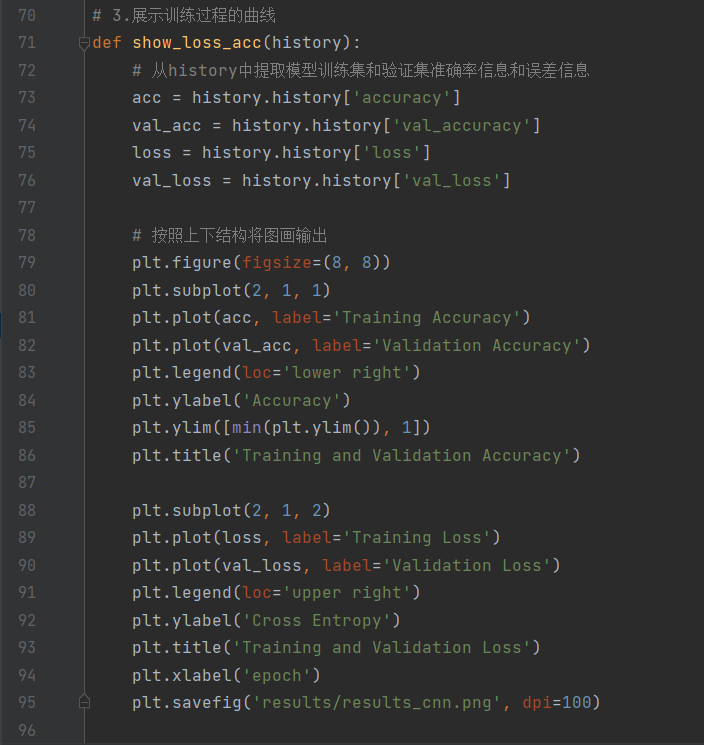 70 # 3.展示训练过程的曲线
71 def show_loss_acc(history):
72     # 从history中提取模型训练集和验证集准确率信息和误差信息
73     acc = history.history['accuracy']
74     val_acc = history.history['val_accuracy']
75     loss = history.history['loss']
76     val_loss = history.history['val_loss']
77
78     # 按照上下结构将图画输出
79     plt.figure(figsize=(8, 8))
80     plt.subplot(2, 1, 1)
81     plt.plot(acc, label='Training Accuracy')
82     plt.plot(val_acc, label='Validation Accuracy')
83     plt.legend(loc='lower right')
84     plt.ylabel('Accuracy')
85     plt.ylim([min(plt.ylim()), 1])
86     plt.title('Training and Validation Accuracy')
87
88     plt.subplot(2, 1, 2)
89     plt.plot(loss, label='Training Loss')
90     plt.plot(val_loss, label='Validation Loss')
91     plt.legend(loc='upper right')
92     plt.ylabel('Cross Entropy')
93     plt.title('Training and Validation Loss')
94     plt.xlabel('epoch')
95     plt.savefig('results/results_cnn.png', dpi=100)
96